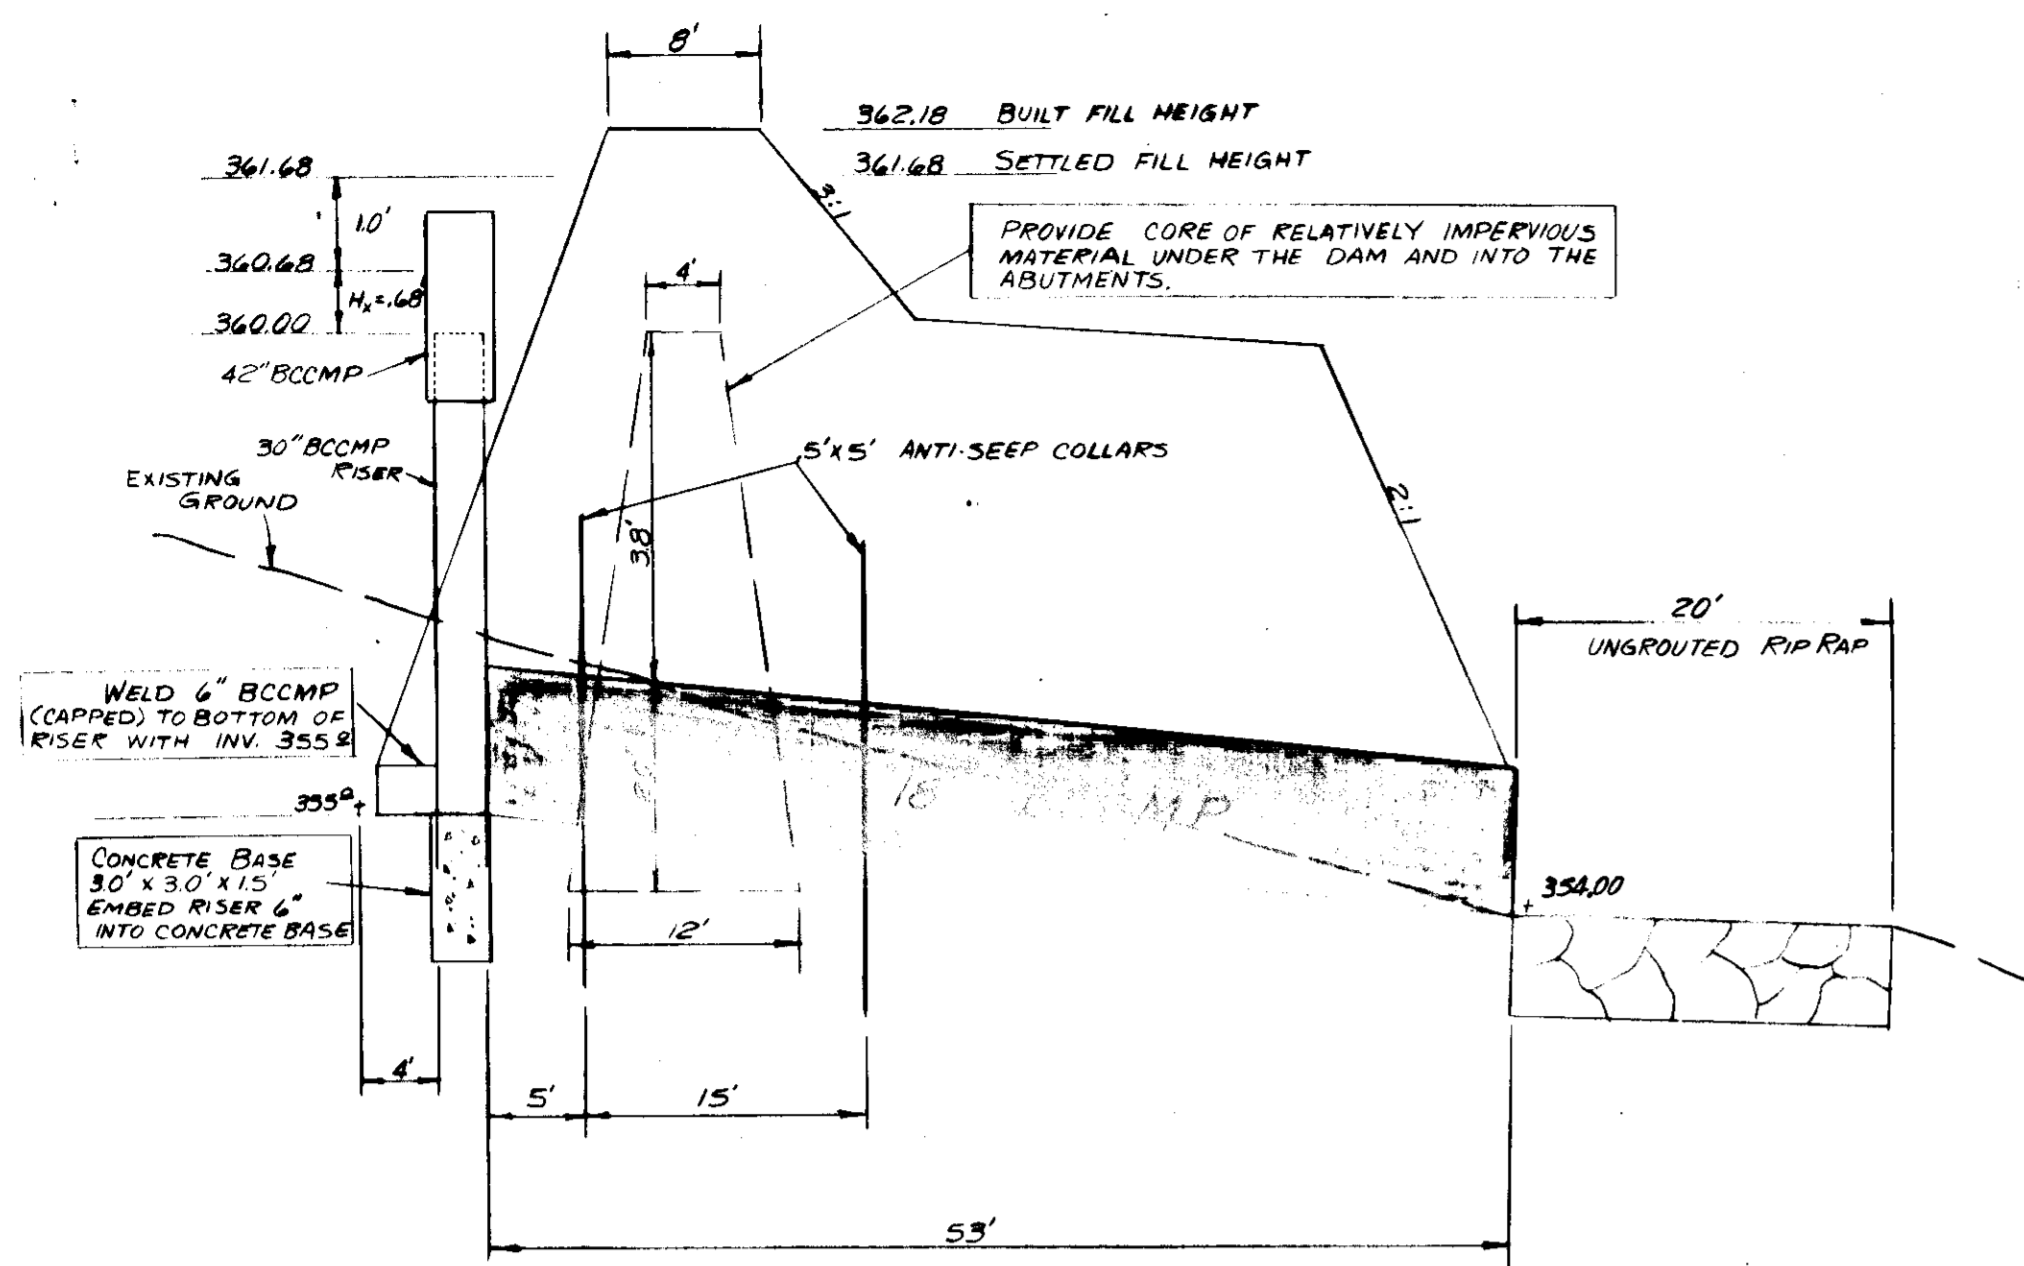 8'
362.18 BUILT FILL HEIGHT
361.68 SETTLED FILL HEIGHT
361.68
1.0'
360.68
Hx=.68'
360.00
42" BCCMP
3:1
PROVIDE CORE OF RELATIVELY IMPERVIOUS
MATERIAL UNDER THE DAM AND INTO THE
ABUTMENTS.
4'
30" BCCMP
RISER
5'X5' ANTI-SEEP COLLARS
EXISTING
GROUND
3.8'
2:1
20'
UNGROUTED RIP RAP
WELD 6" BCCMP
(CAPPED) TO BOTTOM OF
RISER WITH INV. 355
355
18 MP
CONCRETE BASE
3.0' X 3.0' X 1.5'
EMBED RISER 6"
INTO CONCRETE BASE
354.00
12'
4'
5'
15'
53'